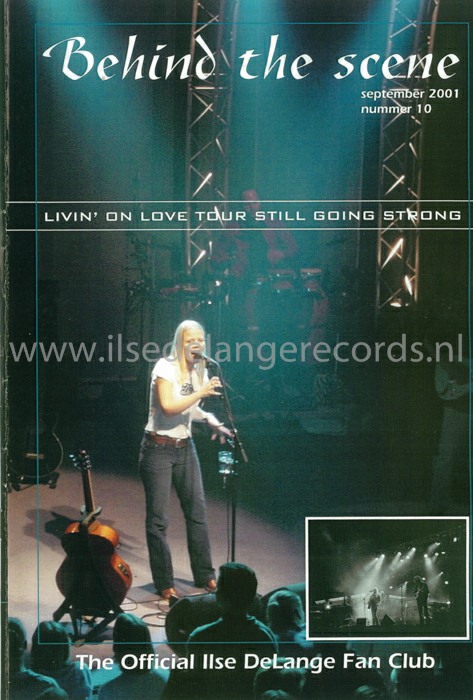 Behind the scene
september 2001
nummer 10
LIVIN' ON LOVE TOUR STILL GOING STRONG
www.ilsedelangerecords.nl
The Official Ilse DeLange Fan Club